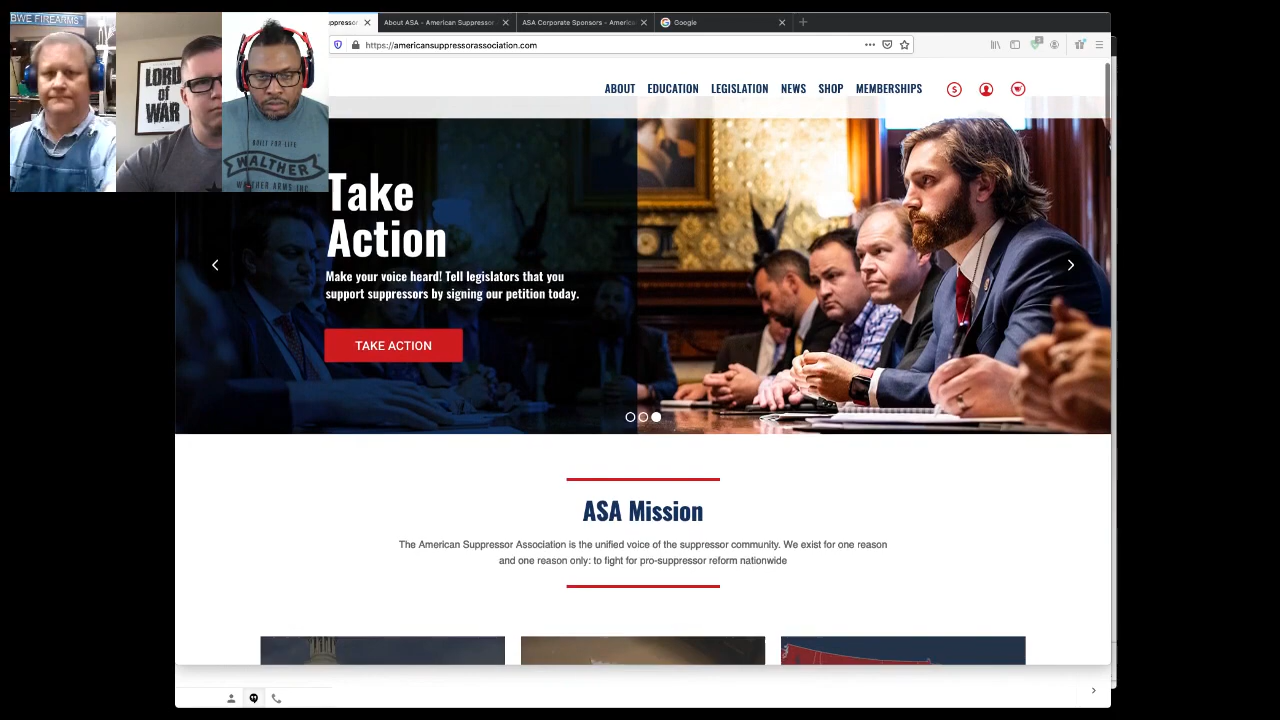 BWE FIREARMS
LORD
of
WAR
BUILT FOR LIFE
WALTHER
WALTHER ARMS INC.
About ASA - American Suppressor
ASA Corporate Sponsors - America
Google
https://americansuppressorassociation.com
ABOUT EDUCATION LEGISLATION NEWS SHOP MEMBERSHIPS
Take
Action
Make your voice heard! Tell legislators that you
support suppressors by signing our petition today.
TAKE ACTION
ASA Mission
The American Suppressor Association is the unified voice of the suppressor community. We exist for one reason
and one reason only: to fight for pro-suppressor reform nationwide